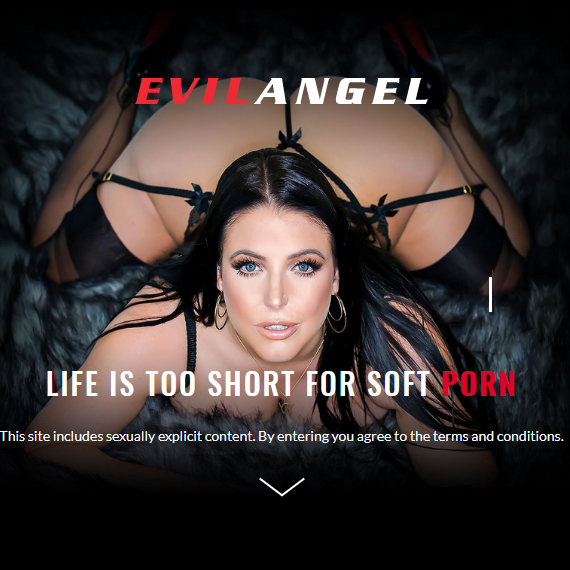 EVILANGEL
LIFE IS TOO SHORT FOR SOFT PORN
This site includes sexually explicit content. By entering you agree to the terms and conditions.